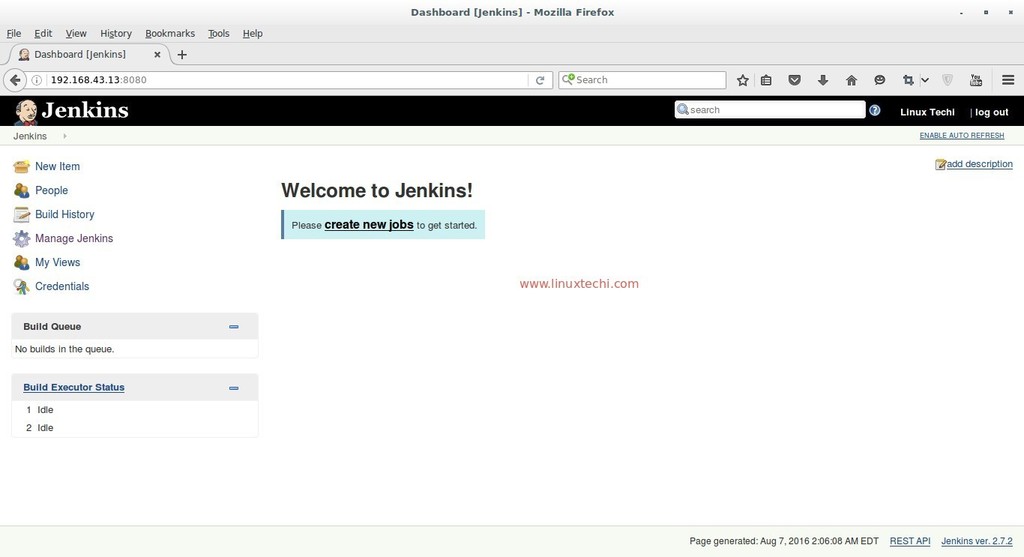 Dashboard [Jenkins] - Mozilla Firefox
File Edit View History Bookmarks Tools Help
Dashboard [Jenkins]
192.168.43.13:8080
Search
Jenkins
search
Linux Techi | log out
Jenkins
ENABLE AUTO REFRESH
New Item
People
Build History
Manage Jenkins
My Views
Credentials
Build Queue
No builds in the queue.
Build Executor Status
1 Idle
2 Idle
add description
Welcome to Jenkins!
Please create new jobs to get started.
www.linuxtechi.com
Page generated: Aug 7, 2016 2:06:08 AM EDT REST API Jenkins ver. 2.7.2